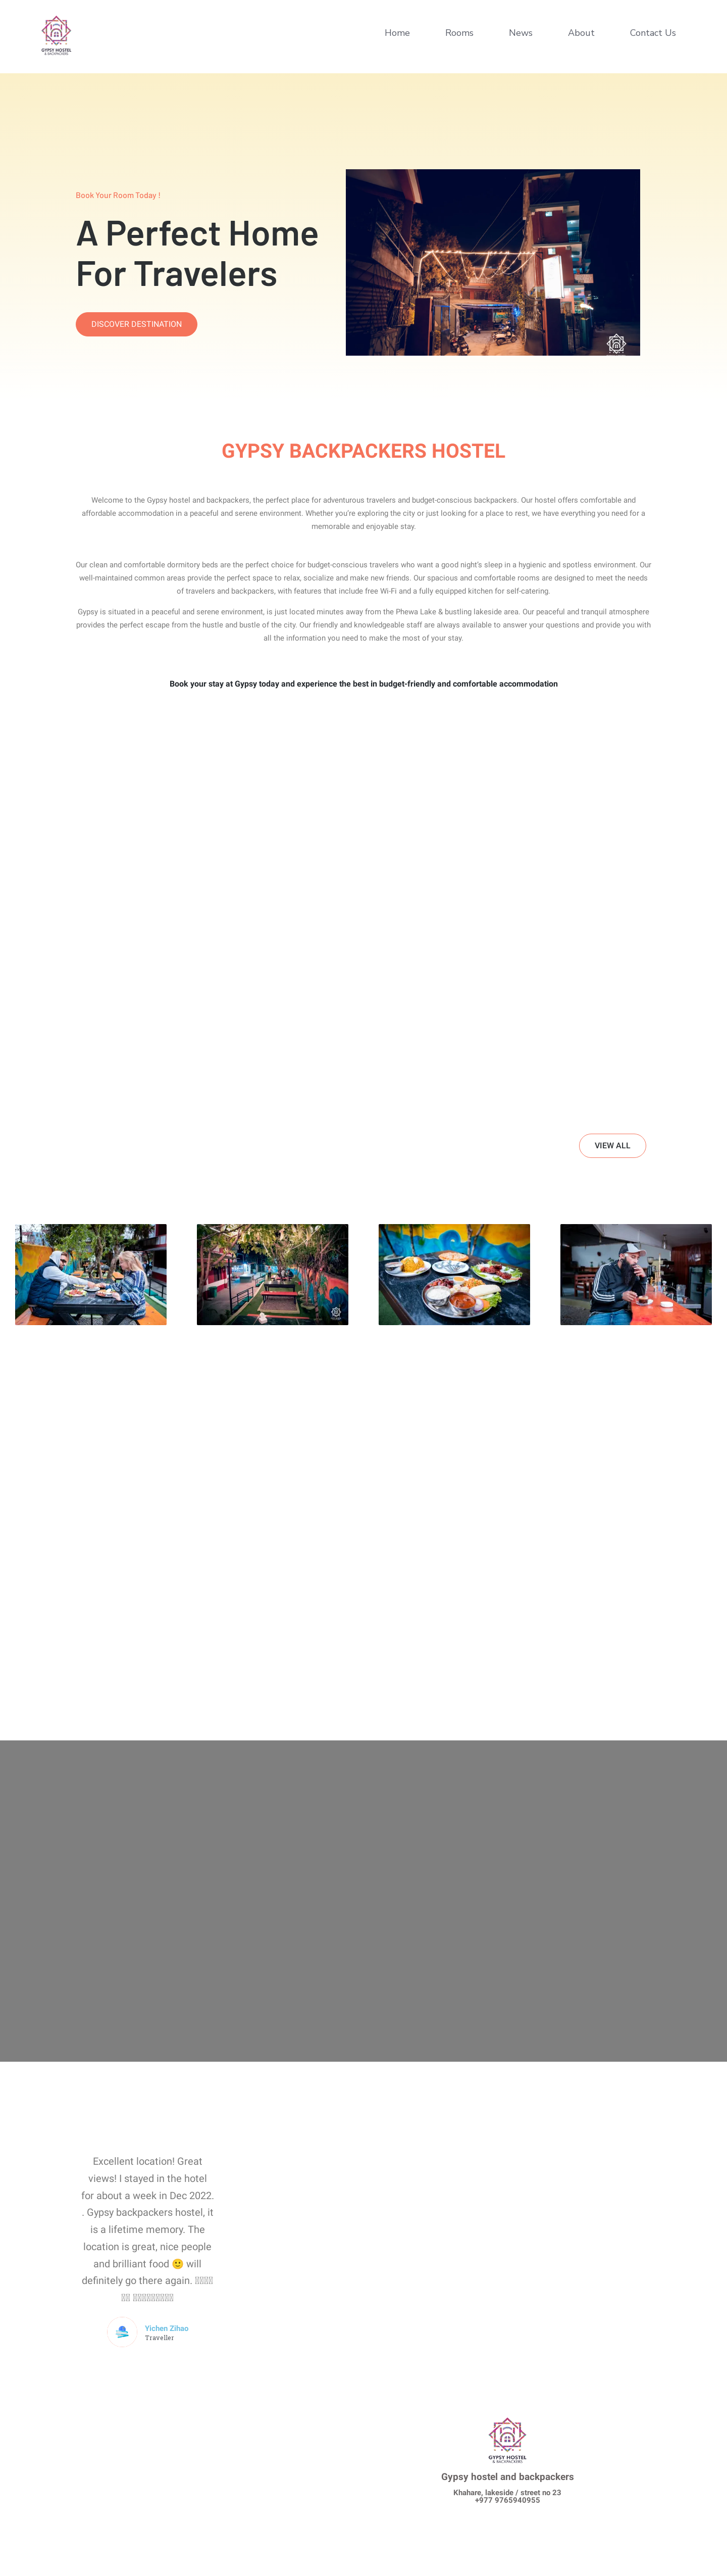 GYPSY HOSTEL
& BACKPACKERS
Home Rooms News About Contact Us
Book Your Room Today !
A Perfect Home
For Travelers
DISCOVER DESTINATION
GYPSY BACKPACKERS HOSTEL
Welcome to the Gypsy hostel and backpackers, the perfect place for adventurous travelers and budget-conscious backpackers. Our hostel offers comfortable and
affordable accommodation in a peaceful and serene environment. Whether you're exploring the city or just looking for a place to rest, we have everything you need for a
memorable and enjoyable stay.
Our clean and comfortable dormitory beds are the perfect choice for budget-conscious travelers who want a good night's sleep in a hygienic and spotless environment. Our
well-maintained common areas provide the perfect space to relax, socialize and make new friends. Our spacious and comfortable rooms are designed to meet the needs
of travelers and backpackers, with features that include free Wi-Fi and a fully equipped kitchen for self-catering.
Gypsy is situated in a peaceful and serene environment, is just located minutes away from the Phewa Lake & bustling lakeside area. Our peaceful and tranquil atmosphere
provides the perfect escape from the hustle and bustle of the city. Our friendly and knowledgeable staff are always available to answer your questions and provide you with
all the information you need to make the most of your stay.
Book your stay at Gypsy today and experience the best in budget-friendly and comfortable accommodation
VIEW ALL
Excellent location! Great
views! I stayed in the hotel
for about a week in Dec 2022.
. Gypsy backpackers hostel, it
is a lifetime memory. The
location is great, nice people
and brilliant food 🙂 will
definitely go there again.
Yichen Zihao
Traveller
GYPSY HOSTEL
& BACKPACKERS
Gypsy hostel and backpackers
Khahare, lakeside / street no 23
+977 9765940955